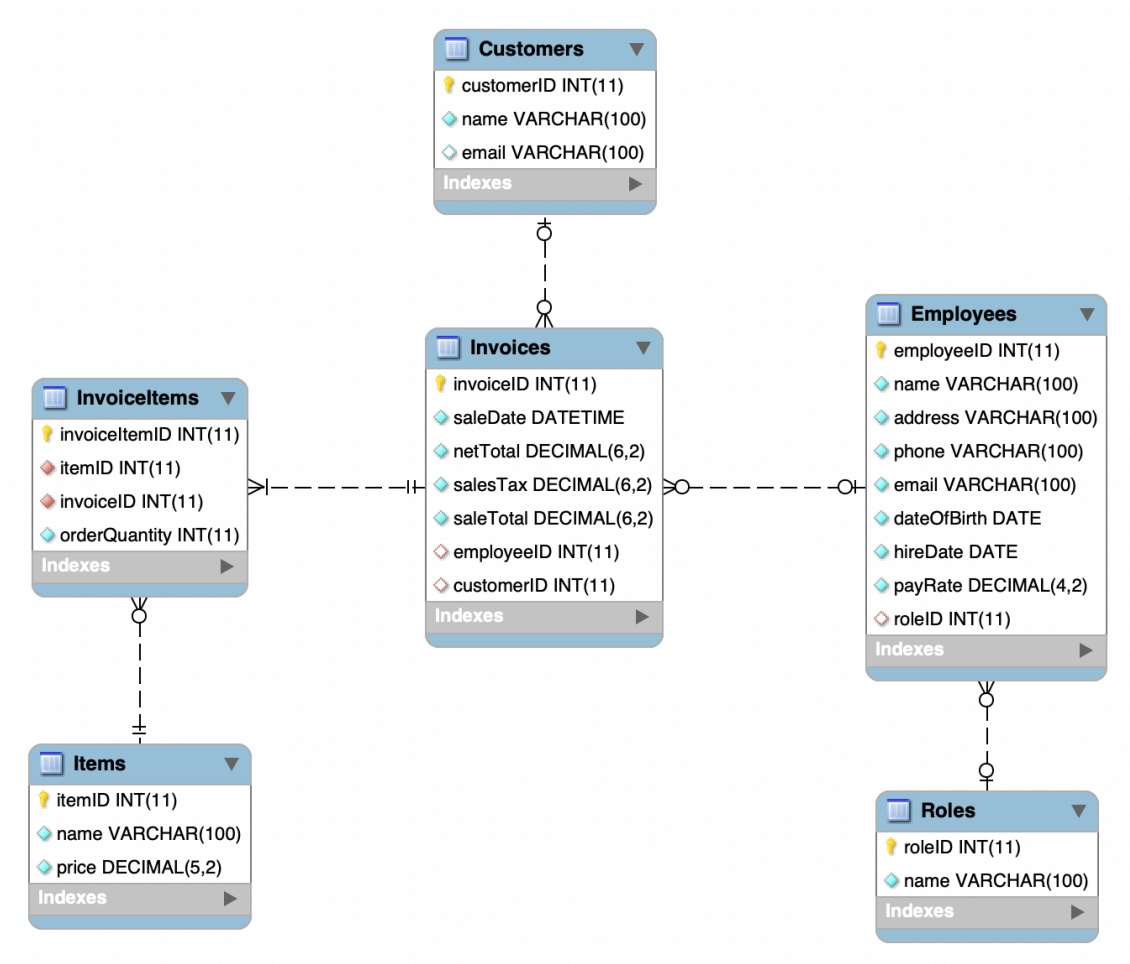 Customers
customerID INT(11)
name VARCHAR(100)
email VARCHAR(100)
Indexes
Invoices
invoiceID INT(11)
saleDate DATETIME
netTotal DECIMAL(6,2)
salesTax DECIMAL(6,2)
saleTotal DECIMAL(6,2)
employeeID INT(11)
customerID INT(11)
Indexes
Employees
employeeID INT(11)
name VARCHAR(100)
address VARCHAR(100)
phone VARCHAR(100)
email VARCHAR(100)
dateOfBirth DATE
hireDate DATE
payRate DECIMAL(4,2)
roleID INT(11)
Indexes
InvoiceItems
invoiceItemID INT(11)
itemID INT(11)
invoiceID INT(11)
orderQuantity INT(11)
Indexes
Items
itemID INT(11)
name VARCHAR(100)
price DECIMAL(5,2)
Indexes
Roles
roleID INT(11)
name VARCHAR(100)
Indexes